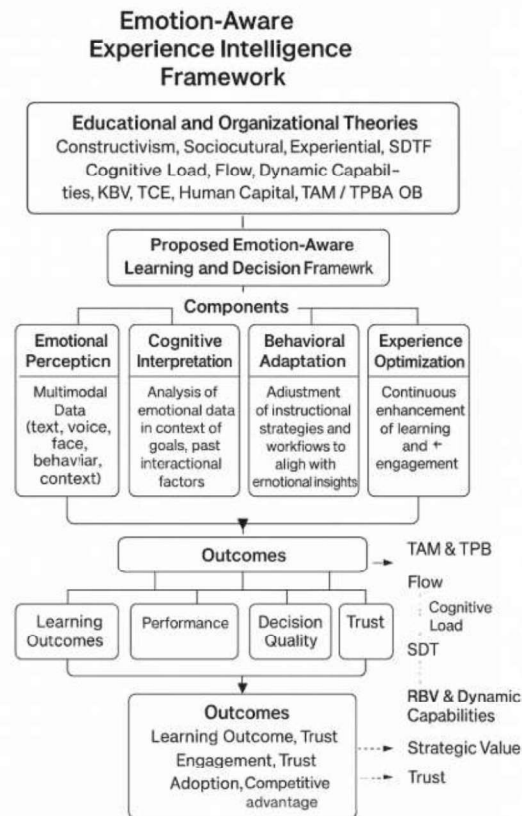 Emotion-Aware
Experience Intelligence
Framework
Educational and Organizational Theories
Constructivism, Sociocutural, Experiential, SDTF
Cognitive Load, Flow, Dynamic Capabil-
ties, KBV, TCE, Human Capital, TAM / TPBA OB
Proposed Emotion-Aware
Learning and Decision Framewrk
Components
Emotional
Perception
Multimodal
Data
(text, voice,
face,
behaviar,
context)
Cognitive
Interpretation
Analysis of
emotional data
in context of
goals, past
interactional
factors
Behavioral
Adaptation
Adiustment
of instructional
strategies and
workflows to
aligh with
ernotional insights
Experience
Optimization
Continuous
enhancement
of learning
and +
engagement
Outcomes
Learning
Outcomes
Performance
Decision
Quality
Trust
TAM & TPB
Flow
Cognitive
Load
SDT
RBV & Dynamic
Capabilities
Strategic Value
Trust
Outcomes
Learning Outcome, Trust
Engagement, Trust
Adoption, Competitive
advantage